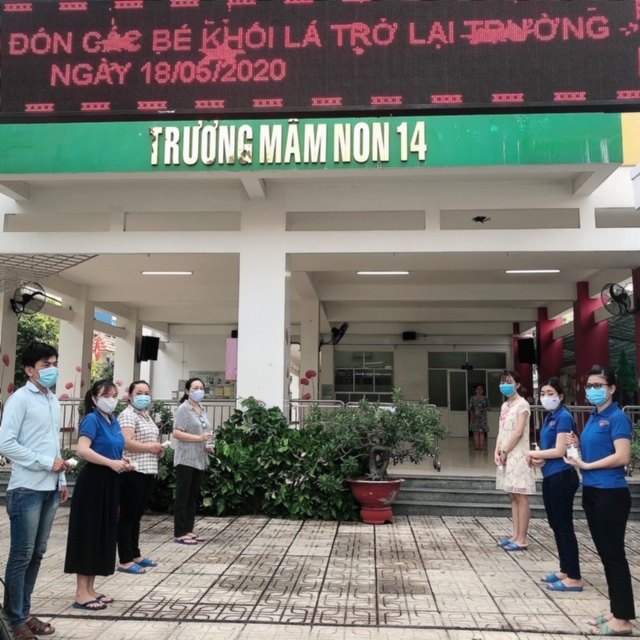 ĐÓN CÁC BÉ KHỐI LÁ TRỞ LẠI TRƯỜNG
NGÀY 18/05/2020
TRƯỜNG MẦM NON 14